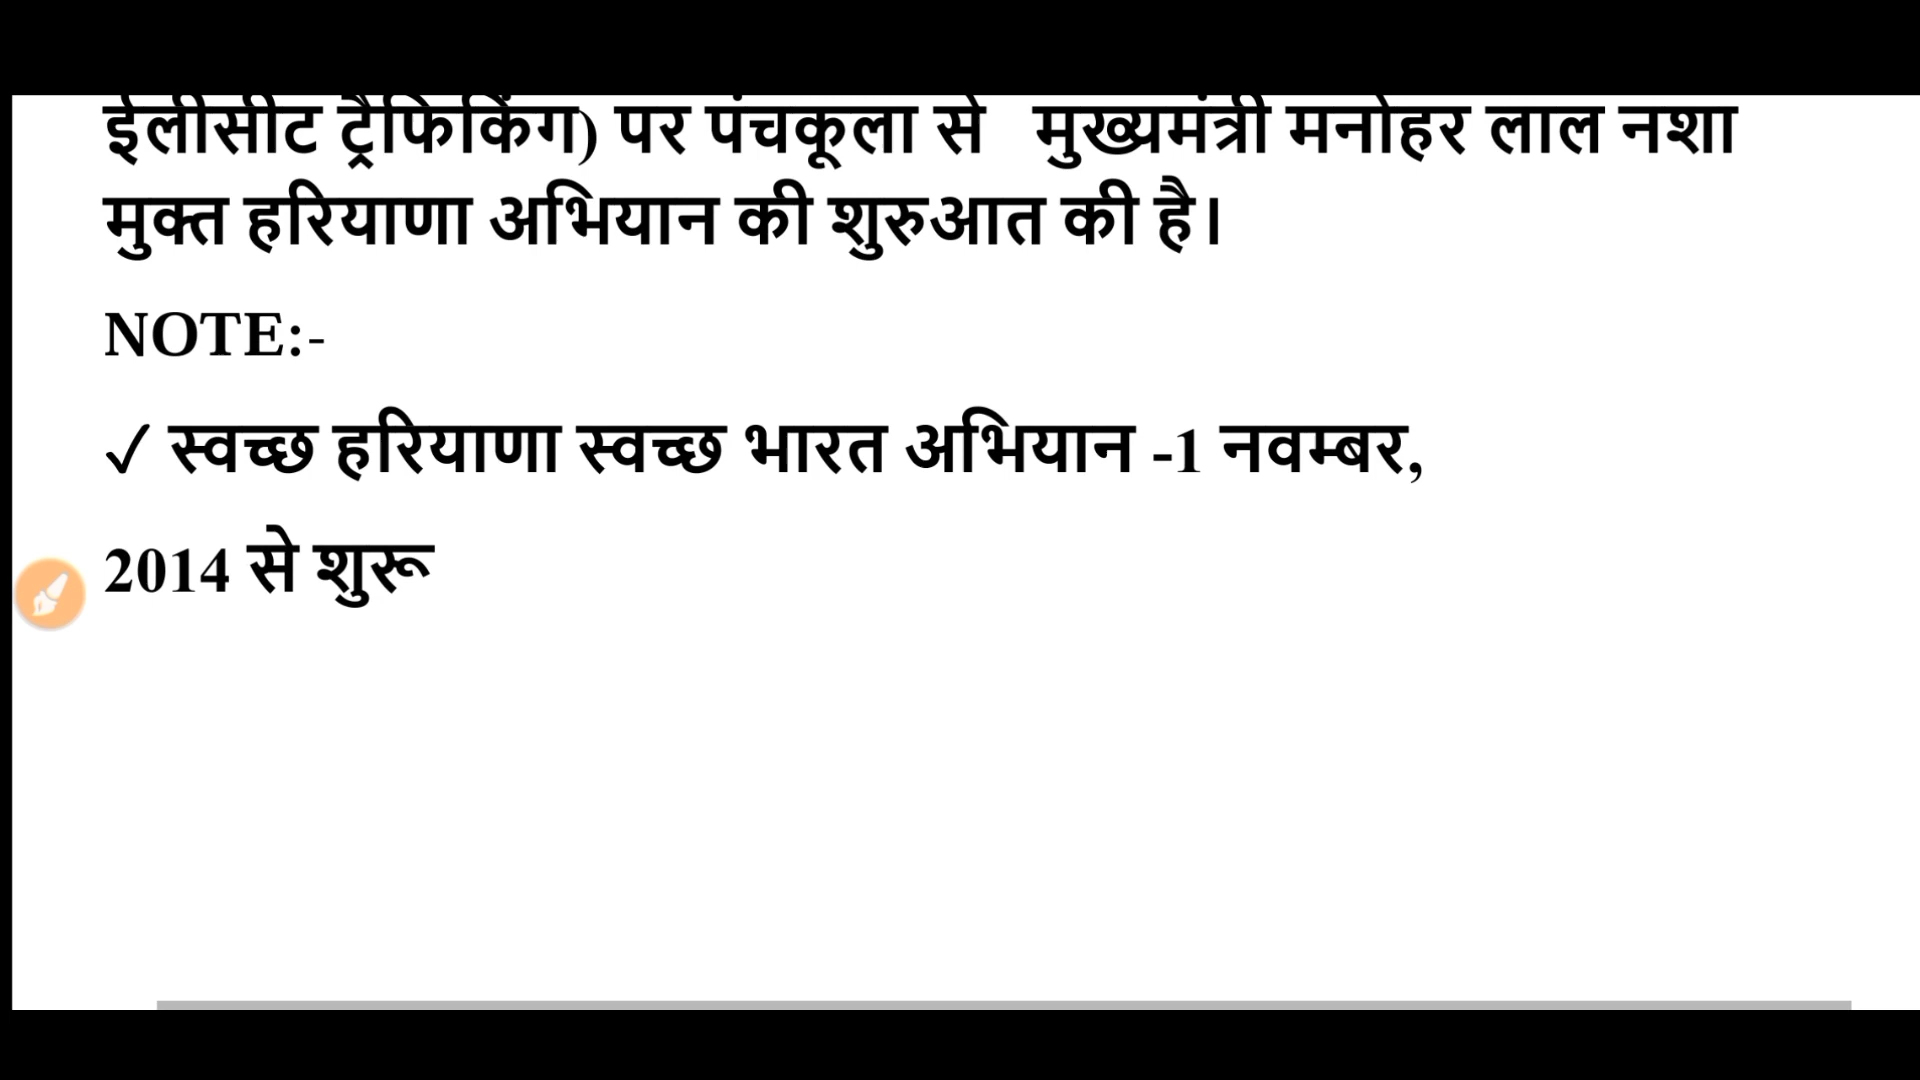 ईलीसीट ट्रैफिकिंग) पर पंचकूला से मुख्यमंत्री मनोहर लाल नशा
मुक्त हरियाणा अभियान की शुरुआत की है।
NOTE:-
✓ स्वच्छ हरियाणा स्वच्छ भारत अभियान -1 नवम्बर,
2014 से शुरू